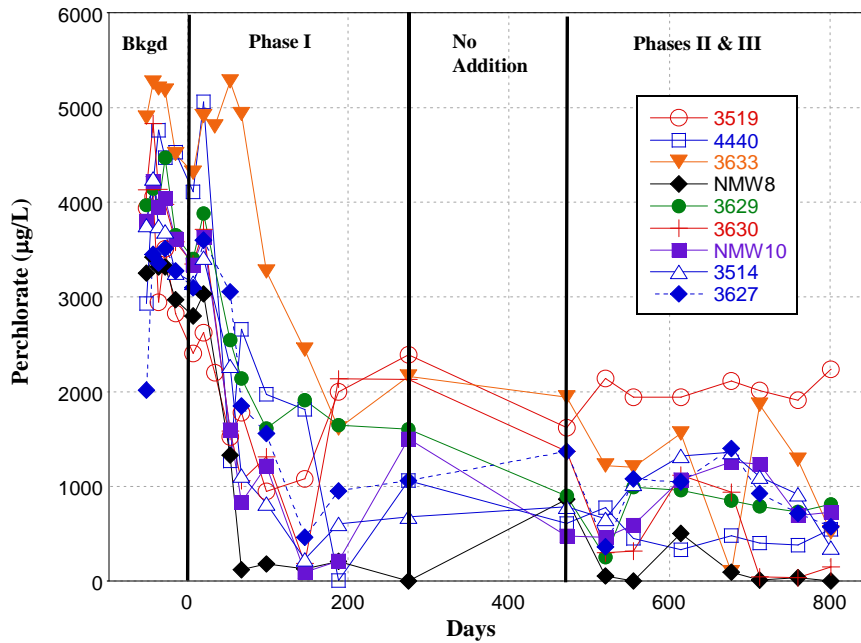 6000
5000
4000
3000
2000
1000
0
Perchlorate (µg/L)
Bkgd
Phase I
No
Addition
Phases II & III
3519
4440
3633
NMW8
3629
3630
NMW10
3514
3627
0
200
400
600
800
Days